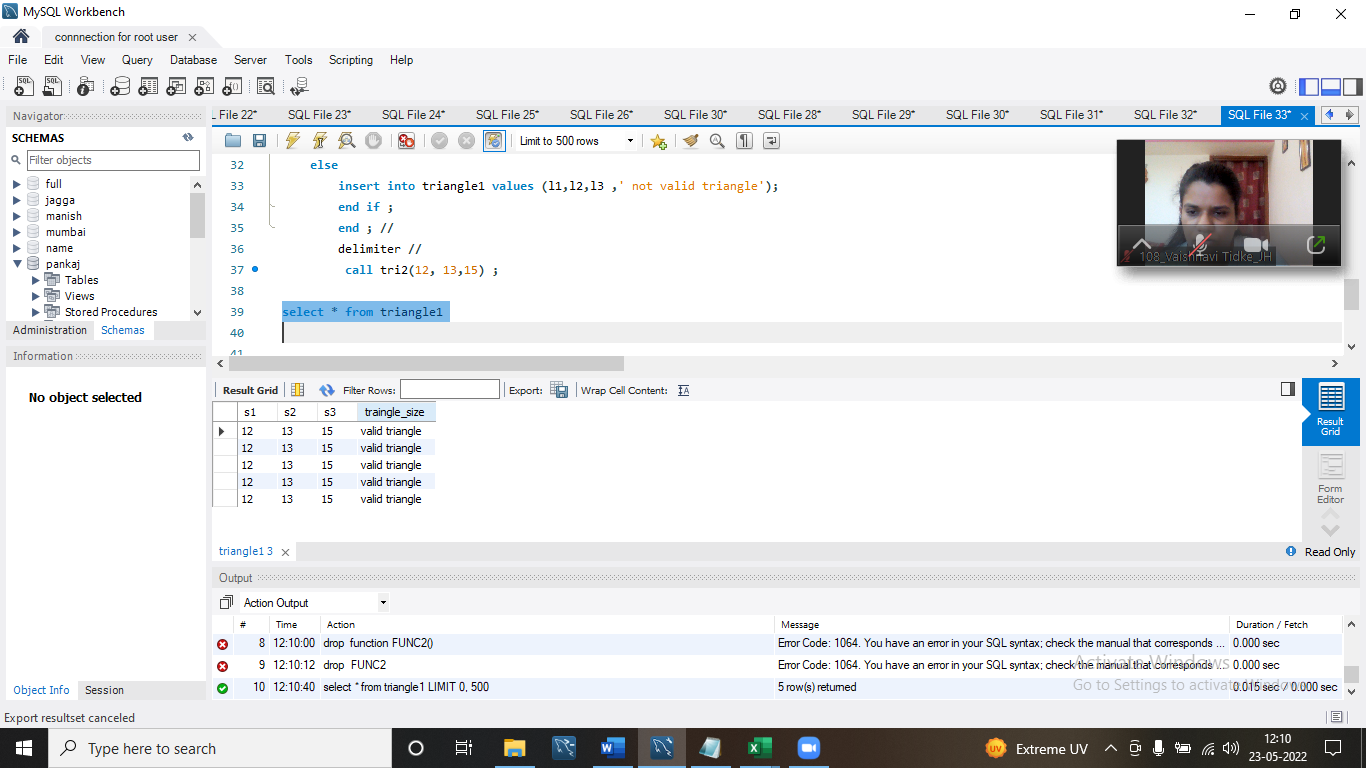 MySQL Workbench
connnection for root user
File Edit View Query Database Server Tools Scripting Help
Navigator
SCHEMAS
Filter objects
full
jagga
manish
mumbai
name
pankaj
Tables
Views
Stored Procedures
Administration Schemas
Information
No object selected
Object Info Session
File 22* SQL File 23* SQL File 24* SQL File 25* SQL File 26* SQL File 30* SQL File 28* SQL File 29* SQL File 30* SQL File 31* SQL File 32* SQL File 33*
Limit to 500 rows
32 else
33 insert into triangle1 values (l1,l2,l3 ,' not valid triangle');
34 end if ;
35 end ; //
36 delimiter //
37 call tri2(12, 13,15) ;
38
39 select * from triangle1
40
41
108_Vaishnavi Tidke_JH
Result Grid Filter Rows: Export: Wrap Cell Content:
s1 s2 s3 traingle_size
12 13 15 valid triangle
12 13 15 valid triangle
12 13 15 valid triangle
12 13 15 valid triangle
12 13 15 valid triangle
Result
Grid
Form
Editor
triangle1 3
Read Only
Output
Action Output
# Time Action Message Duration / Fetch
8 12:10:00 drop function FUNC2() Error Code: 1064. You have an error in your SQL syntax; check the manual that corresponds ... 0.000 sec
9 12:10:12 drop FUNC2 Error Code: 1064. You have an error in your SQL syntax; check the manual that corresponds ... 0.000 sec
10 12:10:40 select * from triangle1 LIMIT 0, 500 5 row(s) returned 0.015 sec / 0.000 sec
Activate Windows
Go to Settings to activate Windows.
Export resultset canceled
Type here to search
UV
Extreme UV
12:10
23-05-2022